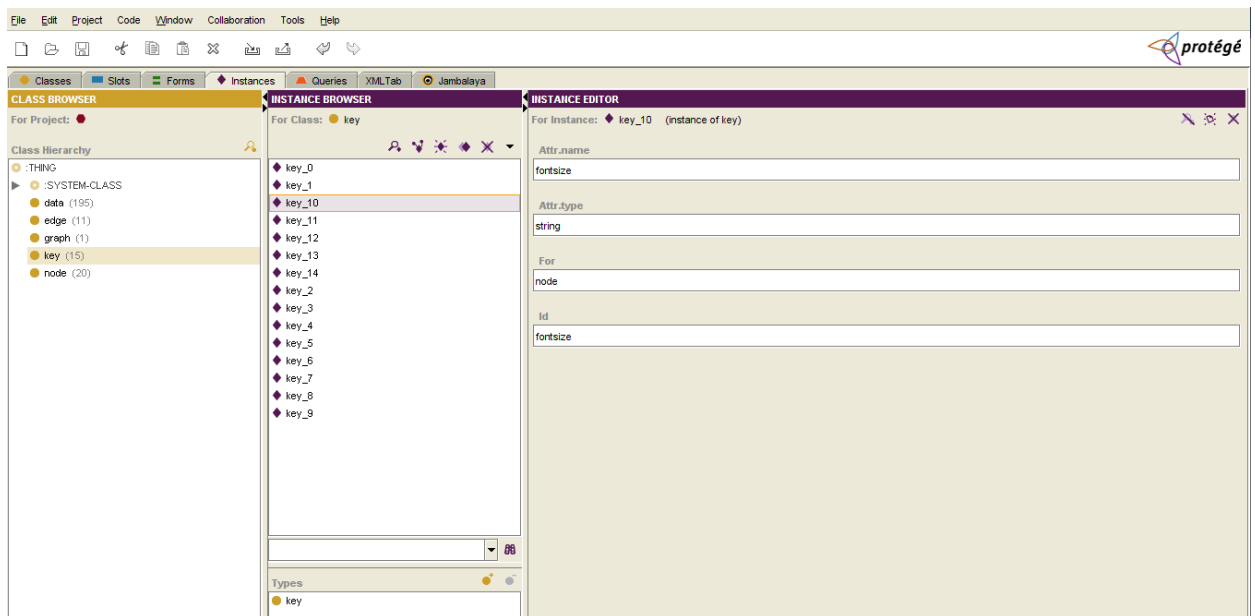 File Edit Project Code Window Collaboration Tools Help
protégé
Classes Slots Forms Instances Queries XMLTab Jambalaya
CLASS BROWSER
For Project:
Class Hierarchy
:THING
:SYSTEM-CLASS
data (195)
edge (11)
graph (1)
key (15)
node (20)
INSTANCE BROWSER
For Class: key
key_0
key_1
key_10
key_11
key_12
key_13
key_14
key_2
key_3
key_4
key_5
key_6
key_7
key_8
key_9
Types
key
INSTANCE EDITOR
For Instance: key_10 (instance of key)
Attr.name
fontsize
Attr.type
string
For
node
Id
fontsize